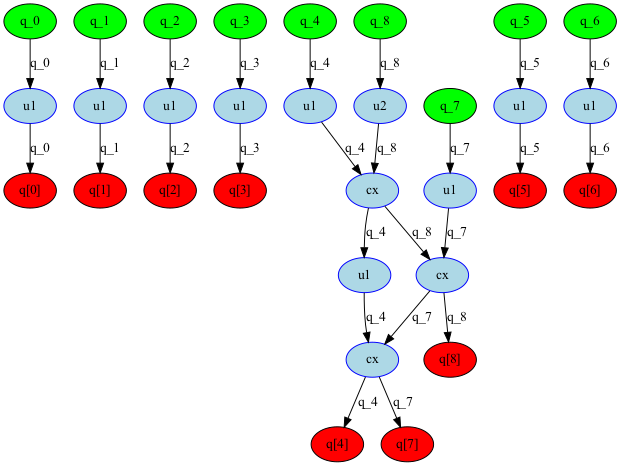 q_0 q_1 q_2 q_3 q_4 q_8 q_5 q_6
q_0 q_1 q_2 q_3 q_4 q_8 q_5 q_6
u1 u1 u1 u1 u1 u2 q_7 u1 u1
q_0 q_1 q_2 q_3 q_4 q_8 q_7 q_5 q_6
q[0] q[1] q[2] q[3] cx u1 q[5] q[6]
q_4 q_8 q_7
u1 cx
q_4 q_7 q_8
cx q[8]
q_4 q_7
q[4] q[7]